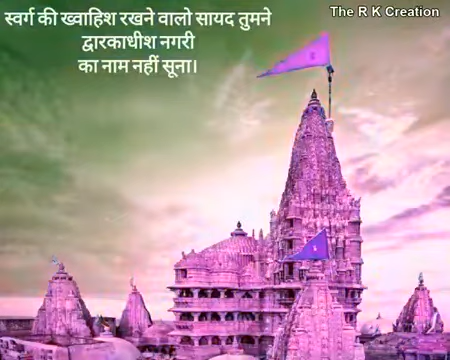 The R K Creation
स्वर्ग की ख्वाहिश रखने वालो सायद तुमने
द्वारकाधीश नगरी
का नाम नहीं सूना।